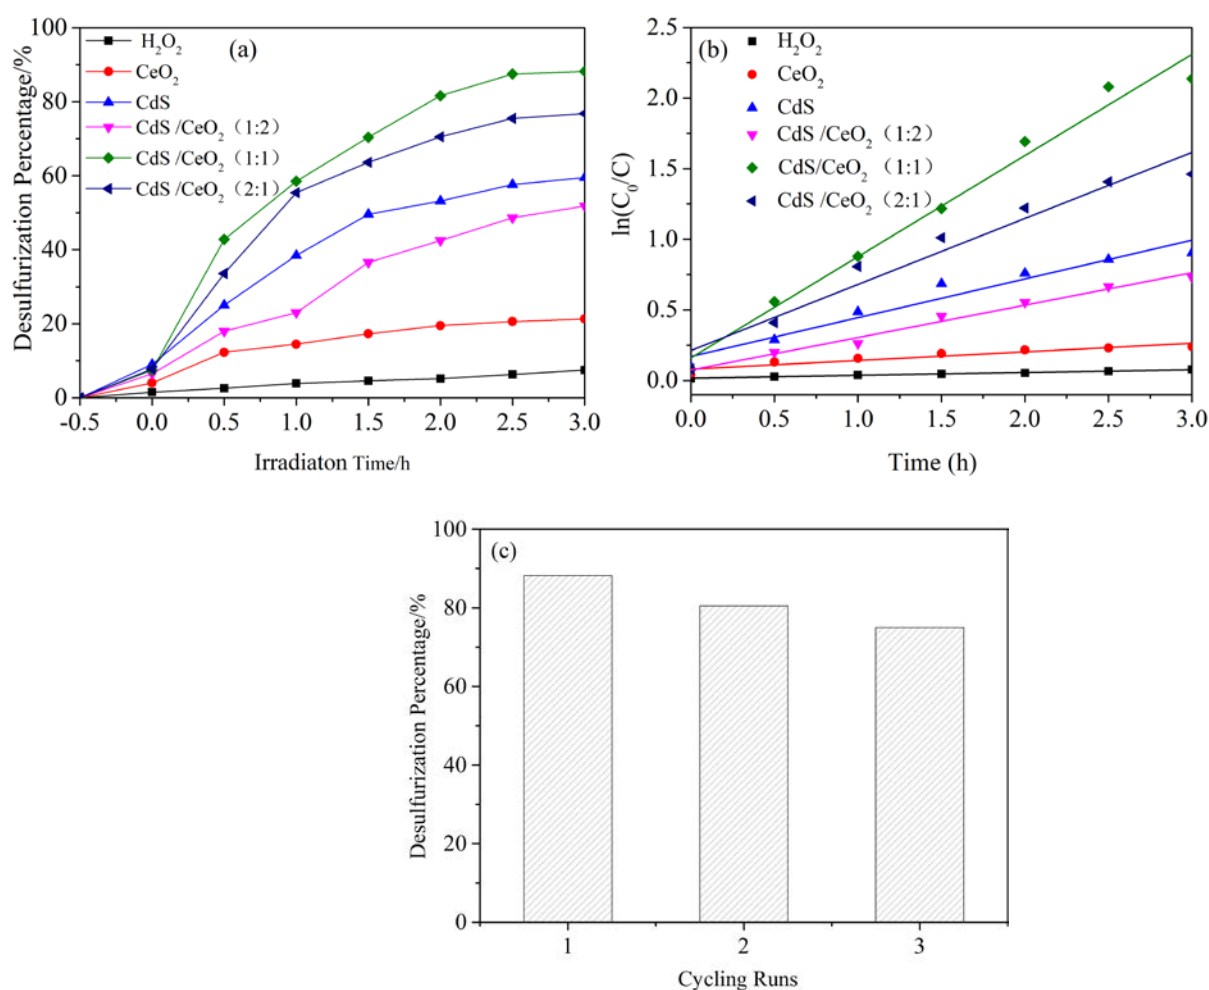 (a)
H₂O₂
CeO₂
CdS
CdS /CeO₂（1:2）
CdS /CeO₂（1:1）
CdS /CeO₂（2:1）
Desulfurization Percentage/%
100
80
60
40
20
0
-0.5 0.0 0.5 1.0 1.5 2.0 2.5 3.0
Irradiaton Time/h
(b)
H₂O₂
CeO₂
CdS
CdS /CeO₂（1:2）
CdS/CeO₂（1:1）
CdS /CeO₂（2:1）
ln(C₀/C)
2.5
2.0
1.5
1.0
0.5
0.0
0.0 0.5 1.0 1.5 2.0 2.5 3.0
Time (h)
(c)
Desulfurization Percentage/%
100
80
60
40
20
0
1 2 3
Cycling Runs